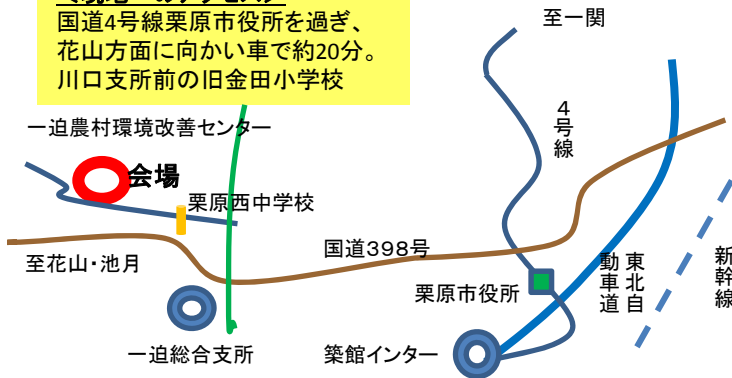 国道4号線栗原市役所を過ぎ、
花山方面に向かい車で約20分。
川口支所前の旧金田小学校
至一関
4号線
一迫農村環境改善センター
会場
栗原西中学校
国道398号
至花山・池月
栗原市役所
東北自
動車道
新幹線
一迫総合支所
築館インター